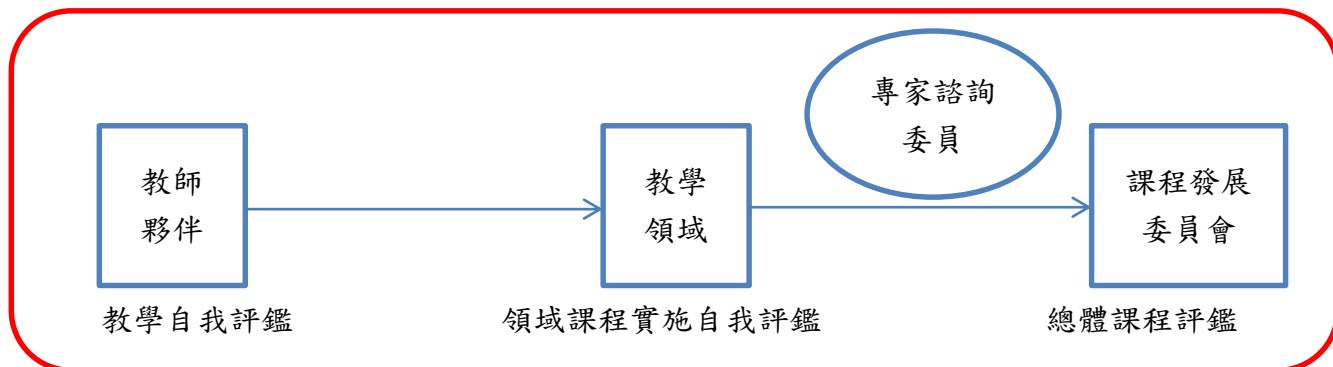 專家諮詢
委員
教師
夥伴
教學
領域
課程發展
委員會
教學自我評鑑
領域課程實施自我評鑑
總體課程評鑑